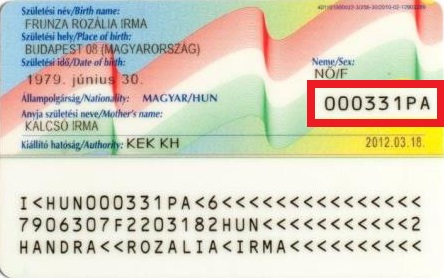 Születési név/Birth name:
FRUNZA ROZÁLIA IRMA
Születési hely/Place of birth:
BUDAPEST 08 (MAGYARORSZÁG)
Születési idő/Date of birth:
1979. június 30.
Neme/Sex:
NŐ/F
Állampolgárság/Nationality: MAGYAR/HUN
000331PA
Anyja születési neve/Mother's name:
KALCSÓ IRMA
Kiállító hatóság/Authority: KEK KH
2012.03.18.
I<HUN000331PA<6<<<<<<<<<<<<<<<
7906307F2203182HUN<<<<<<<<<<<2
HANDRA<<ROZALIA<IRMA<<<<<<<<<<